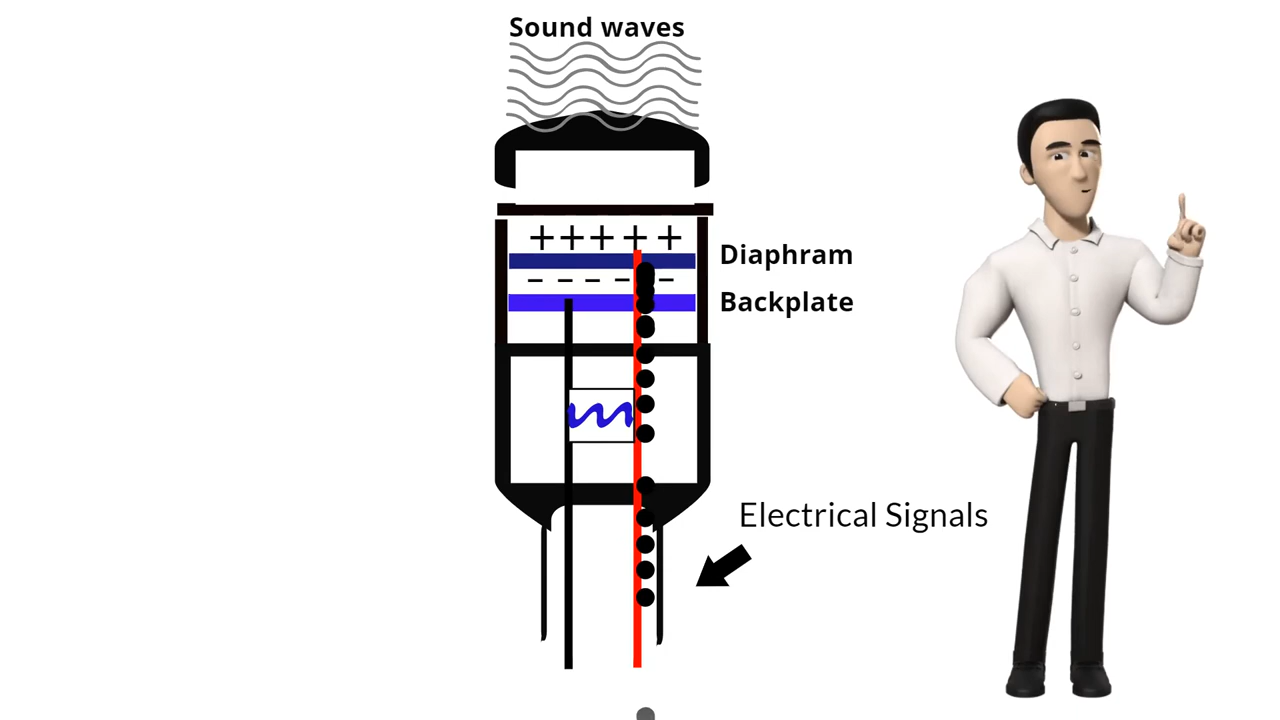 Sound waves
+ + + + +
Diaphram
- - - - -
Backplate
Electrical Signals